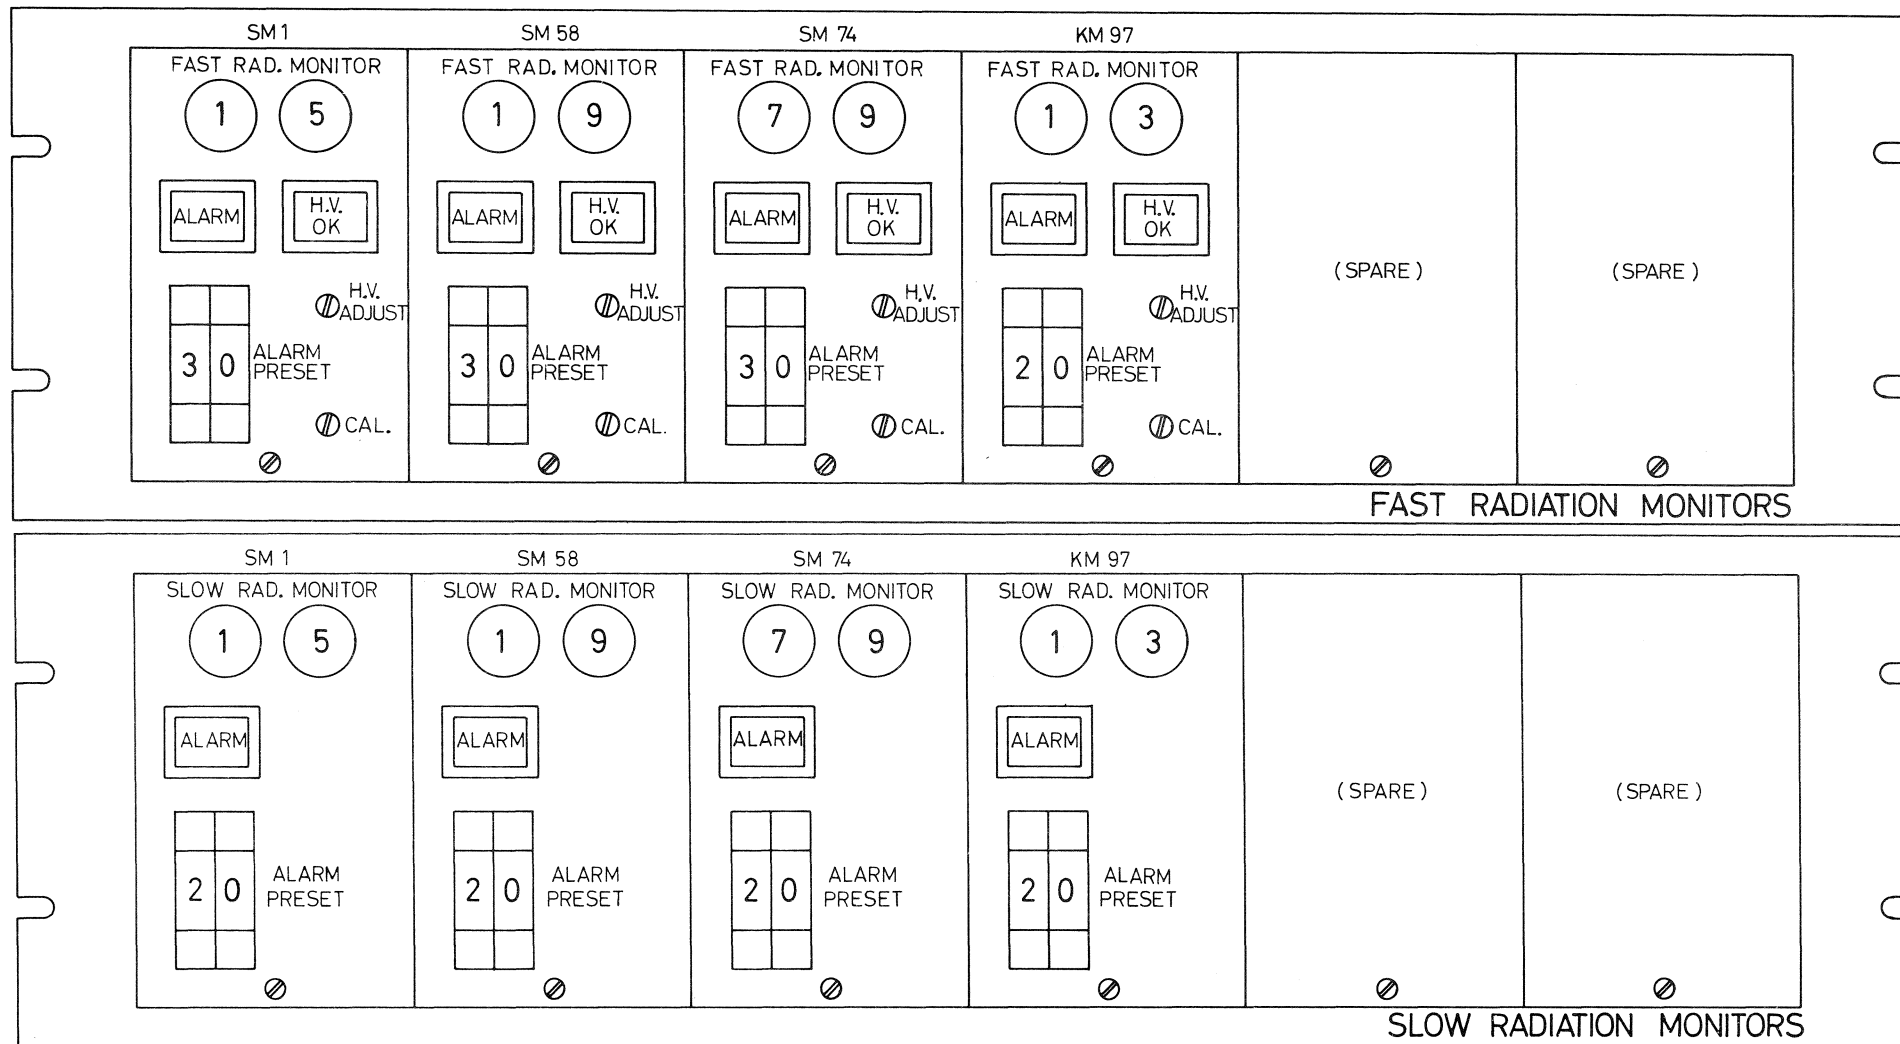 SM 1 SM 58 SM 74 KM 97
FAST RAD. MONITOR FAST RAD. MONITOR FAST RAD. MONITOR FAST RAD. MONITOR
1 5 1 9 7 9 1 3
ALARM H.V. OK ALARM H.V. OK ALARM H.V. OK ALARM H.V. OK
(SPARE) (SPARE)
H.V. ADJUST H.V. ADJUST H.V. ADJUST H.V. ADJUST
3 0 ALARM PRESET 3 0 ALARM PRESET 3 0 ALARM PRESET 2 0 ALARM PRESET
CAL. CAL. CAL. CAL.
FAST RADIATION MONITORS
SM 1 SM 58 SM 74 KM 97
SLOW RAD. MONITOR SLOW RAD. MONITOR SLOW RAD. MONITOR SLOW RAD. MONITOR
1 5 1 9 7 9 1 3
ALARM ALARM ALARM ALARM
(SPARE) (SPARE)
2 0 ALARM PRESET 2 0 ALARM PRESET 2 0 ALARM PRESET 2 0 ALARM PRESET
SLOW RADIATION MONITORS